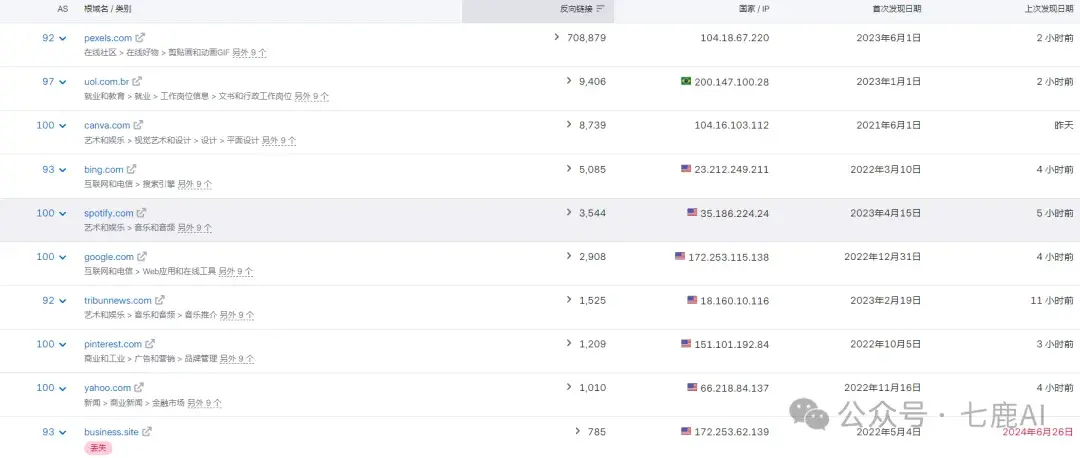 AS 根域名 / 类别 反向链接 国家 / IP 首次发现日期 上次发现日期
92 pexels.com 708,879 104.18.67.220 2023年6月1日 2 小时前
在线社区 > 在线好物 > 剪贴画和动画GIF 另外 9 个
97 uol.com.br 9,406 200.147.100.28 2023年1月1日 2 小时前
就业和教育 > 就业 > 工作岗位信息 > 文书和行政工作岗位 另外 9 个
100 canva.com 8,739 104.16.103.112 2021年6月1日 昨天
艺术和娱乐 > 视觉艺术和设计 > 设计 > 平面设计 另外 9 个
93 bing.com 5,085 23.212.249.211 2022年3月10日 4 小时前
互联网和电信 > 搜索引擎 另外 9 个
100 spotify.com 3,544 35.186.224.24 2023年4月15日 5 小时前
艺术和娱乐 > 音乐和音频 另外 9 个
100 google.com 2,908 172.253.115.138 2022年12月31日 4 小时前
互联网和电信 > Web应用和在线工具 另外 9 个
92 tribunnews.com 1,525 18.160.10.116 2023年2月19日 11 小时前
艺术和娱乐 > 音乐和音频 > 音乐推介 另外 9 个
100 pinterest.com 1,209 151.101.192.84 2022年10月5日 3 小时前
商业和工业 > 广告和营销 > 品牌管理 另外 9 个
100 yahoo.com 1,010 66.218.84.137 2022年11月16日 4 小时前
新闻 > 商业新闻 > 金融市场 另外 9 个
93 business.site 785 172.253.62.139 2022年5月4日 2024年6月26日
丢失
公众号 · 七鹿AI